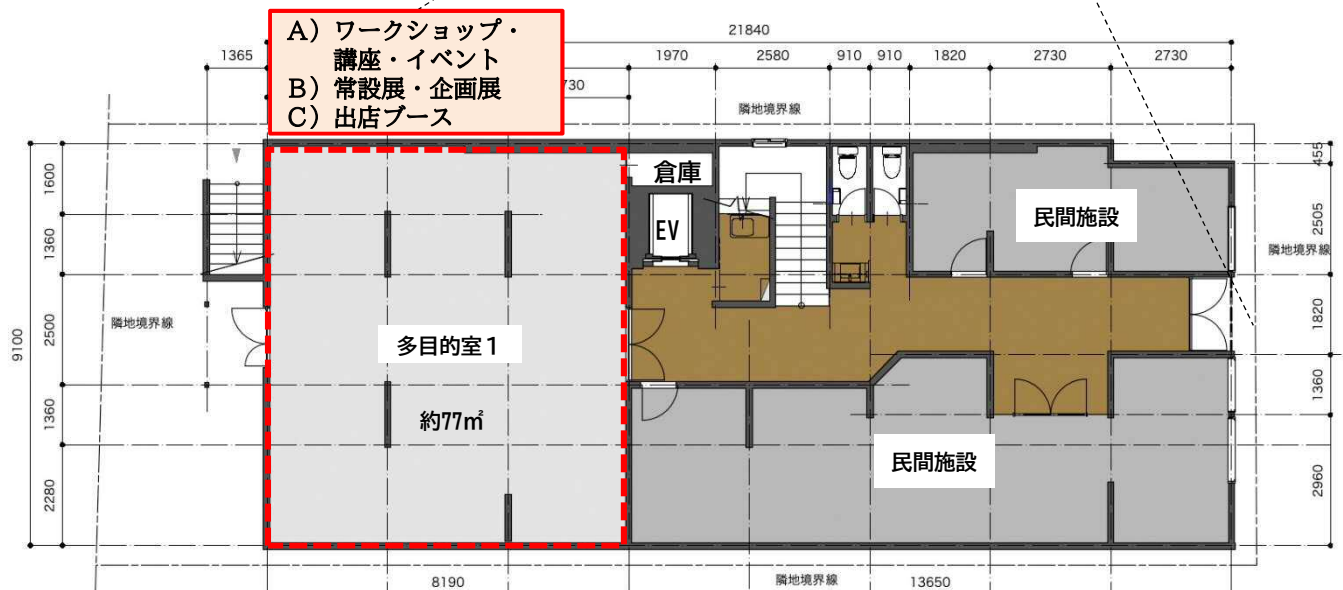 A）ワークショップ・
講座・イベント
B）常設展・企画展
C）出店ブース
21840
1365
730
1970
2580
910
910
1820
2730
2730
隣地境界線
9100
1600
1360
2500
1360
2280
隣地境界線
倉庫
EV
民間施設
多目的室1
約77㎡
民間施設
455
2505
隣地境界線
1820
1360
2960
8190
隣地境界線
13650